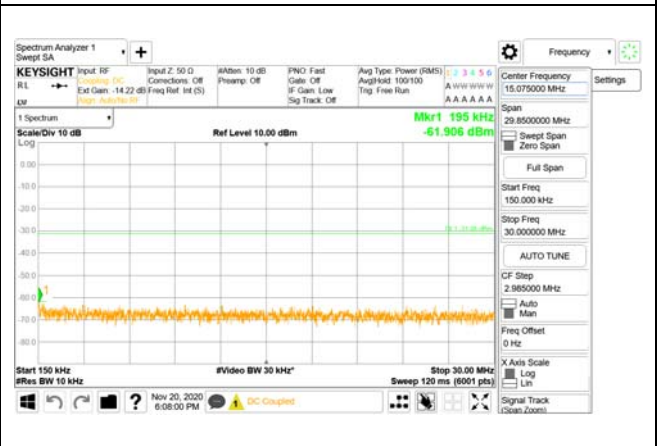 Spectrum Analyzer 1
Swept SA
+
Frequency
KEYSIGHT
Input: RF
Input Z: 50 Ω
#Atten: 10 dB
PNO: Fast
Avg Type: Power (RMS)
1 2 3 4 5 6
RL
Coupling: DC
Corrections: Off
Preamp: Off
Gate: Off
Avg|Hold: 100/100
A W W W W W
Ext Gain: -14.22 dB
Freq Ref: Int (S)
IF Gain: Low
Trig: Free Run
Align: Auto/No RF
Sig Track: Off
A A A A A A
Center Frequency
15.075000 MHz
Settings
Span
29.8500000 MHz
Swept Span
Zero Span
Full Span
Start Freq
150.000 kHz
Stop Freq
30.000000 MHz
AUTO TUNE
CF Step
2.985000 MHz
Auto
Man
Freq Offset
0 Hz
X Axis Scale
Log
Lin
Signal Track
(Span Zoom)
1 Spectrum
Mkr1 195 kHz
Scale/Div 10 dB
Ref Level 10.00 dBm
-61.906 dBm
Log
0.00
-10.0
-20.0
-30.0
-40.0
-50.0
-60.0
1
-70.0
-80.0
Start 150 kHz
#Video BW 30 kHz*
Stop 30.00 MHz
#Res BW 10 kHz
Sweep 120 ms (6001 pts)
?
Nov 20, 2020
6:08:00 PM
DC Coupled